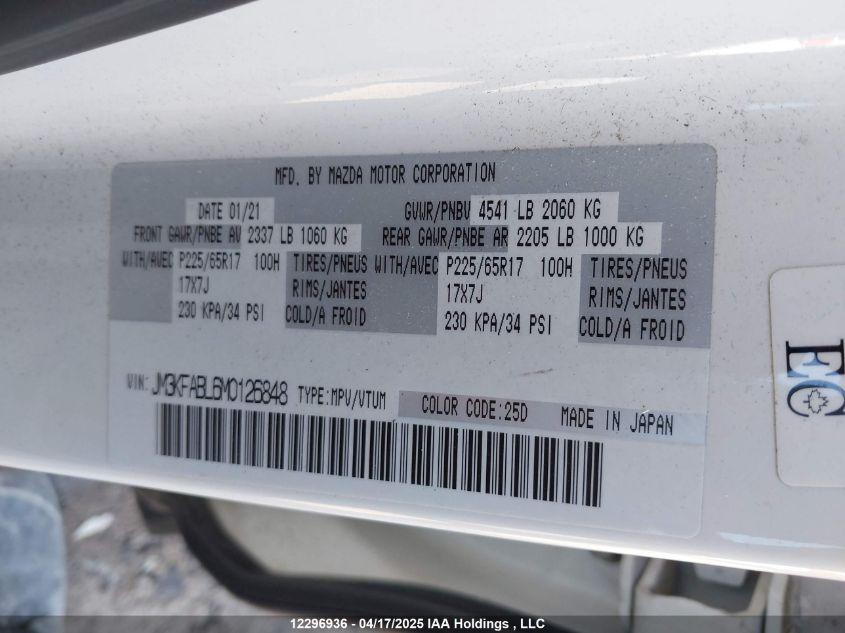 MFD. BY MAZDA MOTOR CORPORATION
DATE 01/21 GVWR/PNBV 4541 LB 2060 KG
FRONT GAWR/PNBE AV 2337 LB 1060 KG REAR GAWR/PNBE AR 2205 LB 1000 KG
WITH/AVEC P225/65R17 100H TIRES/PNEUS WITH/AVEC P225/65R17 100H TIRES/PNEUS
17X7J RIMS/JANTES 17X7J RIMS/JANTES
230 KPA/34 PSI COLD/A FROID 230 KPA/34 PSI COLD/A FROID
VIN: JM3KFABL6M0126848 TYPE:MPV/VTUM COLOR CODE:25D MADE IN JAPAN
EC
12296936 - 04/17/2025 IAA Holdings , LLC